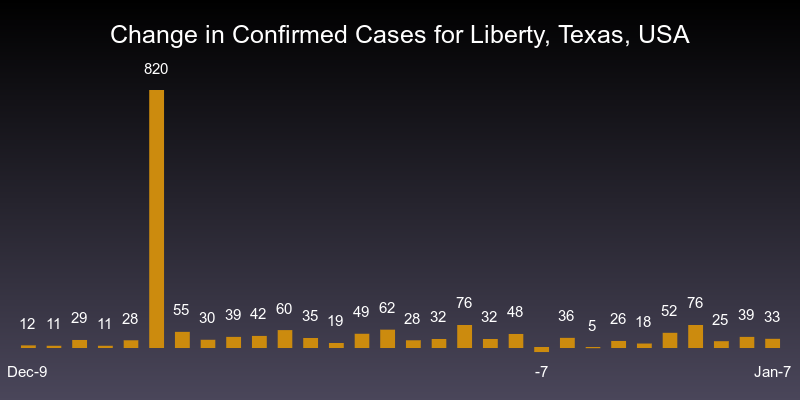 Change in Confirmed Cases for Liberty, Texas, USA
820
12 11 29 11 28 55 30 39 42 60 35 19 49 62 28 32 76 32 48 36 5 26 18 52 76 25 39 33
Dec-9 -7 Jan-7